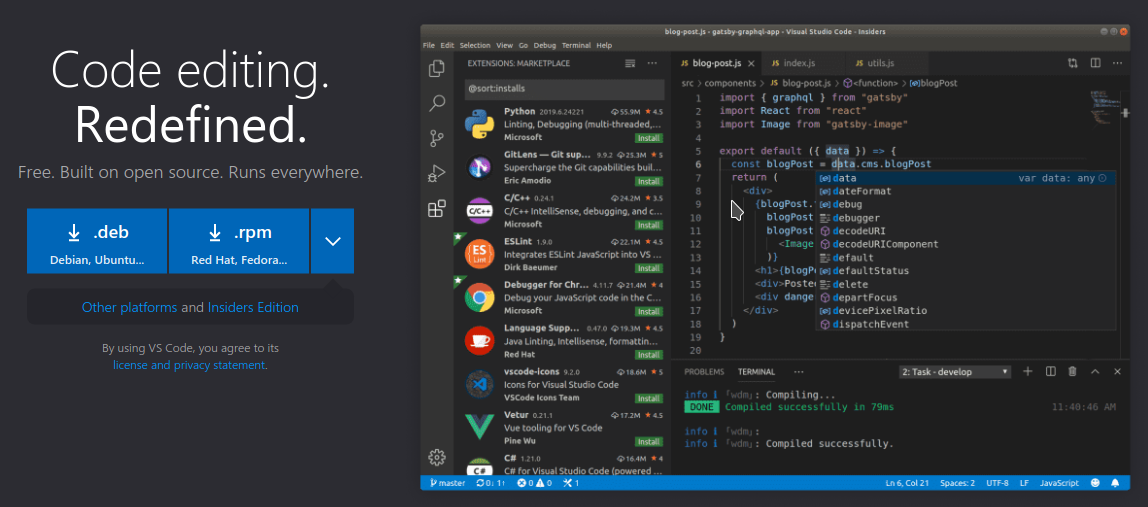 Code editing.
Redefined.
Free. Built on open source. Runs everywhere.
.deb
Debian, Ubuntu...
.rpm
Red Hat, Fedora...
Other platforms and Insiders Edition
By using VS Code, you agree to its
license and privacy statement.
blog-post.js - gatsby-graphql-app - Visual Studio Code - Insiders
File Edit Selection View Go Debug Terminal Help
EXTENSIONS: MARKETPLACE
@sort:installs
Python 2019.6.24221 55.9M 4.5
Linting, Debugging (multi-threaded,...
Microsoft Install
GitLens — Git sup... 9.9.2 25.3M 5
Supercharge the Git capabilities buil...
Eric Amodio Install
C/C++ 0.24.1 24.2M 3.5
C/C++ IntelliSense, debugging, and c...
Microsoft Install
ESLint 1.9.0 22.1M 4.5
Integrates ESLint JavaScript into VS ...
Dirk Baeumer Install
Debugger for Chr... 4.11.7 21.4M 4
Debug your JavaScript code in the C...
Microsoft Install
Language Supp... 0.47.0 19.3M 4.5
Java Linting, Intellisense, formattin...
Red Hat Install
vscode-icons 9.2.0 18.6M 5
Icons for Visual Studio Code
VSCode Icons Team Install
Vetur 0.21.1 17.2M 4.5
Vue tooling for VS Code
Pine Wu Install
C# 1.21.0 16.4M 4
C# for Visual Studio Code (powered ...
JS blog-post.js JS index.js JS utils.js
src components JS blog-post.js <function> blogPost
1 import { graphql } from "gatsby"
2 import React from "react"
3 import Image from "gatsby-image"
4
5 export default ({ data }) => {
6 const blogPost = data.cms.blogPost
7 return (
8 <div>
9 {blogPost.
10 blogPost
11 blogPost
12 <Image
13 )}
14 <h1>{blogP
15 <div>Poste
16 <div dange
17 </div>
18 )
19 }
20
data var data: any
dateFormat
debug
debugger
decodeURI
decodeURIComponent
default
defaultStatus
delete
departFocus
devicePixelRatio
dispatchEvent
PROBLEMS TERMINAL ... 2: Task - develop
info i ｢wdm｣: Compiling...
DONE Compiled successfully in 79ms 11:40:46 AM
info i ｢wdm｣:
info i ｢wdm｣: Compiled successfully.
master 0↓ 1↑ 0 0 1 Ln 6, Col 21 Spaces: 2 UTF-8 LF JavaScript